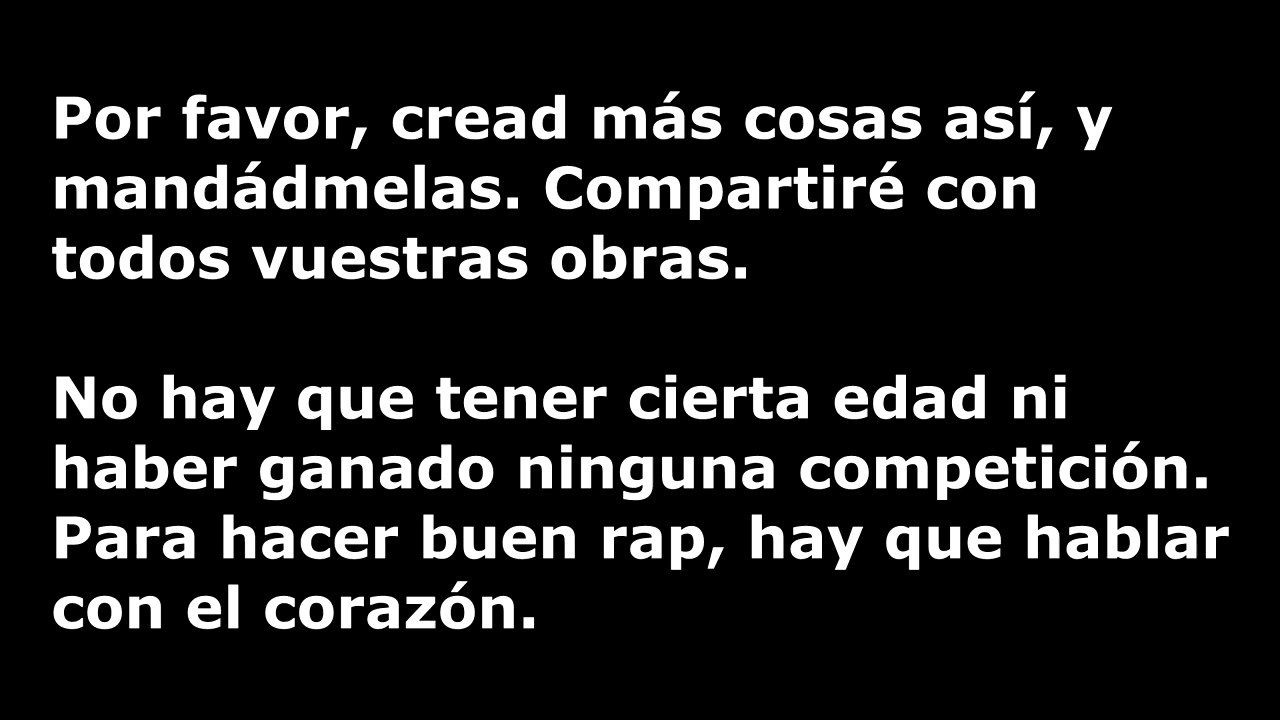 Por favor, cread más cosas así, y
mandádmelas. Compartiré con
todos vuestras obras.
No hay que tener cierta edad ni
haber ganado ninguna competición.
Para hacer buen rap, hay que hablar
con el corazón.